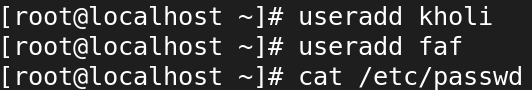 [root@localhost ~]# useradd kholi
[root@localhost ~]# useradd faf
[root@localhost ~]# cat /etc/passwd